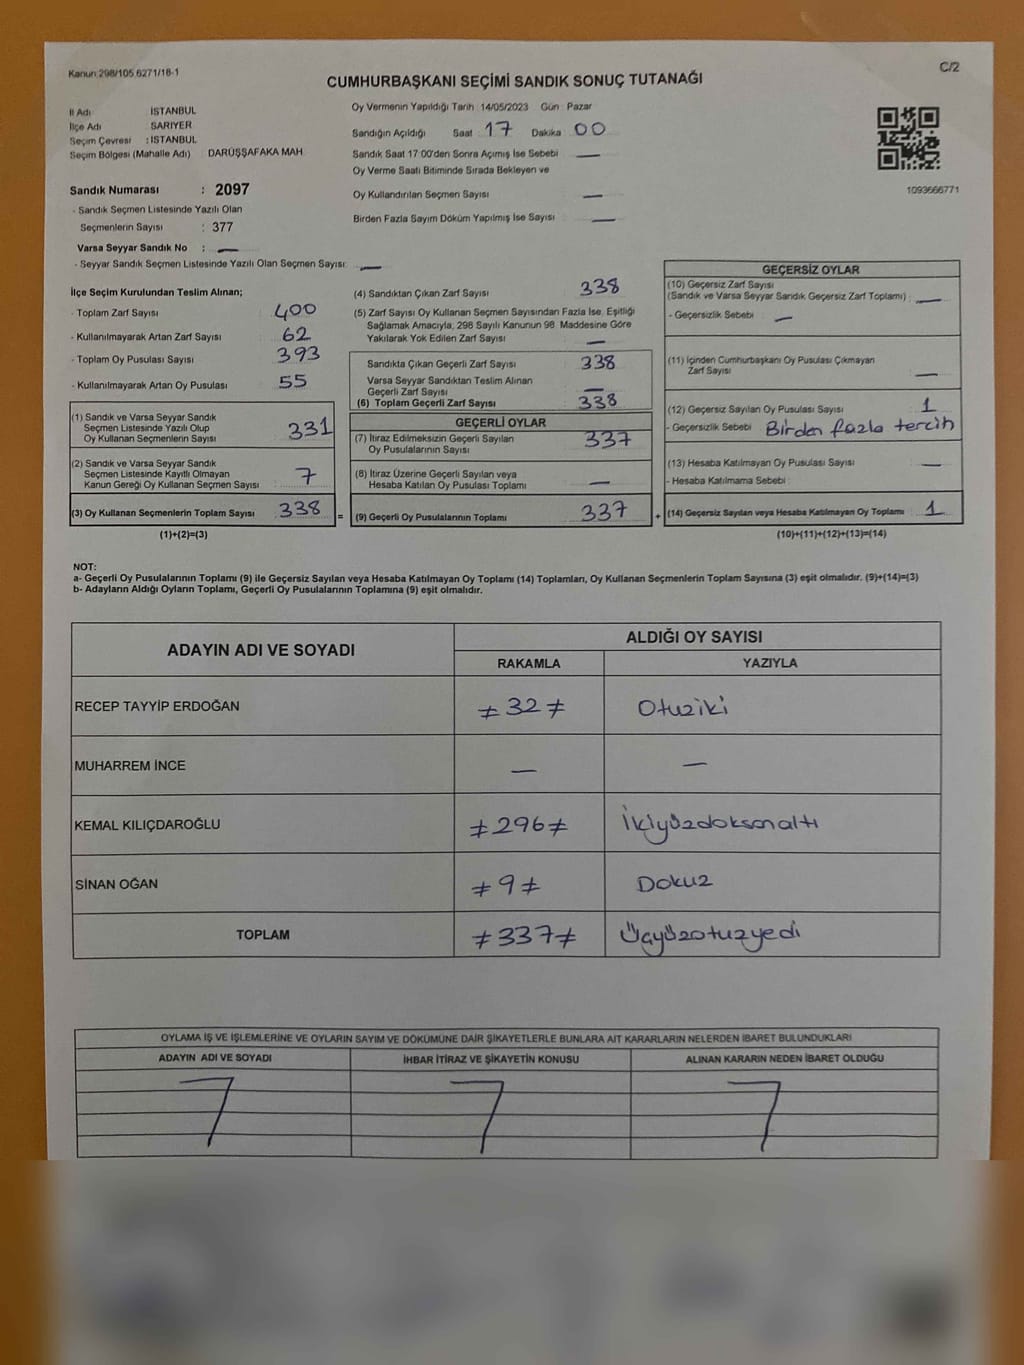 Kanun:298/105.6271/18-1
C/2
CUMHURBAŞKANI SEÇİMİ SANDIK SONUÇ TUTANAĞI
İl Adı : İSTANBUL
İlçe Adı : SARIYER
Seçim Çevresi : İSTANBUL
Seçim Bölgesi (Mahalle Adı) DARÜŞŞAFAKA MAH.
Sandık Numarası : 2097
- Sandık Seçmen Listesinde Yazılı Olan
Seçmenlerin Sayısı : 377
Varsa Seyyar Sandık No : —
- Seyyar Sandık Seçmen Listesinde Yazılı Olan Seçmen Sayısı: —
Oy Vermenin Yapıldığı Tarih :14/05/2023 Gün : Pazar
Sandığın Açıldığı Saat : 17 Dakika : 00
Sandık Saat 17:00'den Sonra Açımış İse Sebebi : —
Oy Verme Saati Bitiminde Sırada Bekleyen ve
Oy Kullandırılan Seçmen Sayısı : —
Birden Fazla Sayım Döküm Yapılmış İse Sayısı : —
1093666771
İlçe Seçim Kurulundan Teslim Alınan;
- Toplam Zarf Sayısı : 400
- Kullanılmayarak Artan Zarf Sayısı : 62
- Toplam Oy Pusulası Sayısı : 393
- Kullanılmayarak Artan Oy Pusulası : 55
(1) Sandık ve Varsa Seyyar Sandık
Seçmen Listesinde Yazılı Olup
Oy Kullanan Seçmenlerin Sayısı : 331
(2) Sandık ve Varsa Seyyar Sandık
Seçmen Listesinde Kayıtlı Olmayan
Kanun Gereği Oy Kullanan Seçmen Sayısı : 7
(3) Oy Kullanan Seçmenlerin Toplam Sayısı : 338
(1)+(2)=(3)
=
(4) Sandıktan Çıkan Zarf Sayısı : 338
(5) Zarf Sayısı Oy Kullanan Seçmen Sayısından Fazla İse, Eşitliği
Sağlamak Amacıyla, 298 Sayılı Kanunun 98. Maddesine Göre
Yakılarak Yok Edilen Zarf Sayısı : —
Sandıkta Çıkan Geçerli Zarf Sayısı : 338
Varsa Seyyar Sandıktan Teslim Alınan
Geçerli Zarf Sayısı : —
(6) Toplam Geçerli Zarf Sayısı : 338
GEÇERLİ OYLAR
(7) İtiraz Edilmeksizin Geçerli Sayılan
Oy Pusulalarının Sayısı : 337
(8) İtiraz Üzerine Geçerli Sayılan veya
Hesaba Katılan Oy Pusulası Toplamı : —
(9) Geçerli Oy Pusulalarının Toplamı : 337
+
GEÇERSİZ OYLAR
(10) Geçersiz Zarf Sayısı
(Sandık ve Varsa Seyyar Sandık Geçersiz Zarf Toplamı) : —
- Geçersizlik Sebebi : —
(11) İçinden Cumhurbaşkanı Oy Pusulası Çıkmayan
Zarf Sayısı : —
(12) Geçersiz Sayılan Oy Pusulası Sayısı : 1
- Geçersizlik Sebebi : Birden fazla tercih
(13) Hesaba Katılmayan Oy Pusulası Sayısı : —
- Hesaba Katılmama Sebebi :
(14) Geçersiz Sayılan veya Hesaba Katılmayan Oy Toplamı : 1
(10)+(11)+(12)+(13)=(14)
NOT:
a- Geçerli Oy Pusulalarının Toplamı (9) ile Geçersiz Sayılan veya Hesaba Katılmayan Oy Toplamı (14) Toplamları, Oy Kullanan Seçmenlerin Toplam Sayısına (3) eşit olmalıdır. (9)+(14)=(3)
b- Adayların Aldığı Oyların Toplamı, Geçerli Oy Pusulalarının Toplamına (9) eşit olmalıdır.
ADAYIN ADI VE SOYADI ALDIĞI OY SAYISI
RAKAMLA YAZIYLA
RECEP TAYYİP ERDOĞAN ≠32≠ Otuziki
MUHARREM İNCE — —
KEMAL KILIÇDAROĞLU ≠296≠ İkiyüzdoksanaltı
SİNAN OĞAN ≠9≠ Dokuz
TOPLAM ≠337≠ Üçyüzotuzyedi
OYLAMA İŞ VE İŞLEMLERİNE VE OYLARIN SAYIM VE DÖKÜMÜNE DAİR ŞİKAYETLERLE BUNLARA AİT KARARLARIN NELERDEN İBARET BULUNDUKLARI
ADAYIN ADI VE SOYADI İHBAR İTİRAZ VE ŞİKAYETİN KONUSU ALINAN KARARIN NEDEN İBARET OLDUĞU